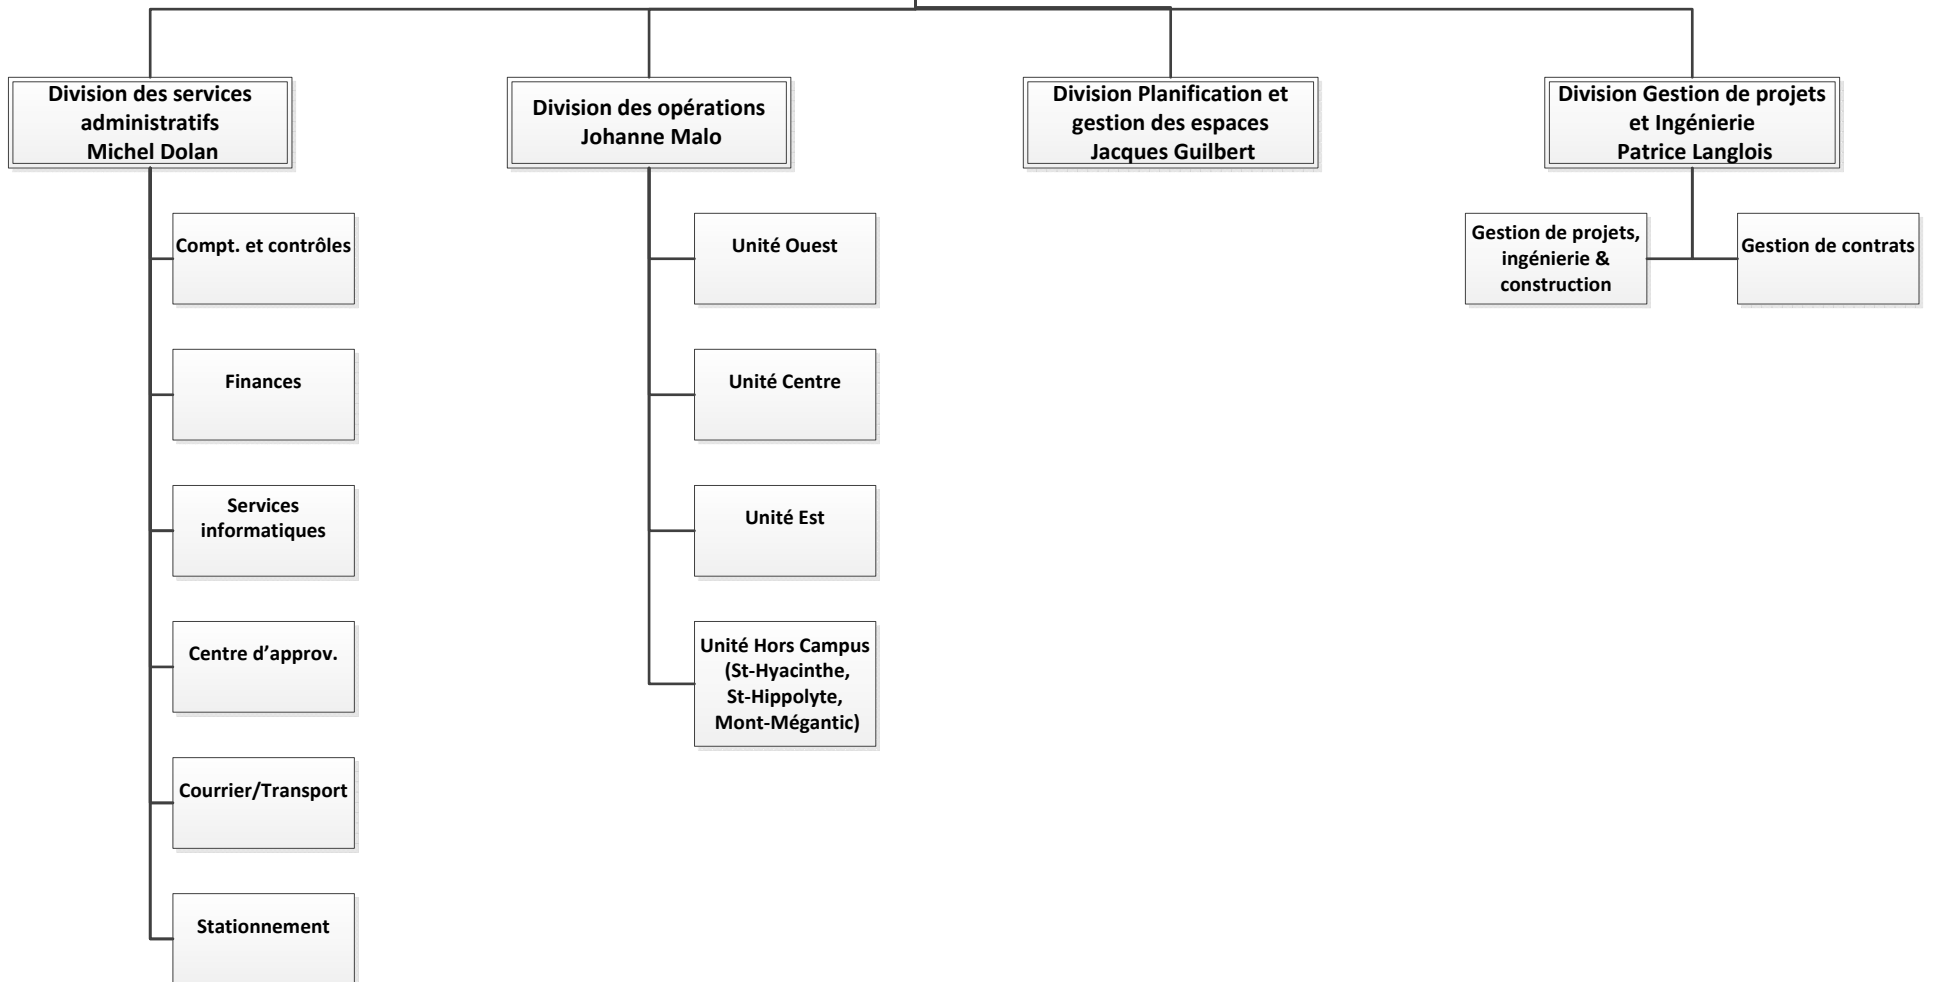 Division des services
administratifs
Michel Dolan
Division des opérations
Johanne Malo
Division Planification et
gestion des espaces
Jacques Guilbert
Division Gestion de projets
et Ingénierie
Patrice Langlois
Compt. et contrôles
Finances
Services
informatiques
Centre d’approv.
Courrier/Transport
Stationnement
Unité Ouest
Unité Centre
Unité Est
Unité Hors Campus
(St-Hyacinthe,
St-Hippolyte,
Mont-Mégantic)
Gestion de projets,
ingénierie &
construction
Gestion de contrats